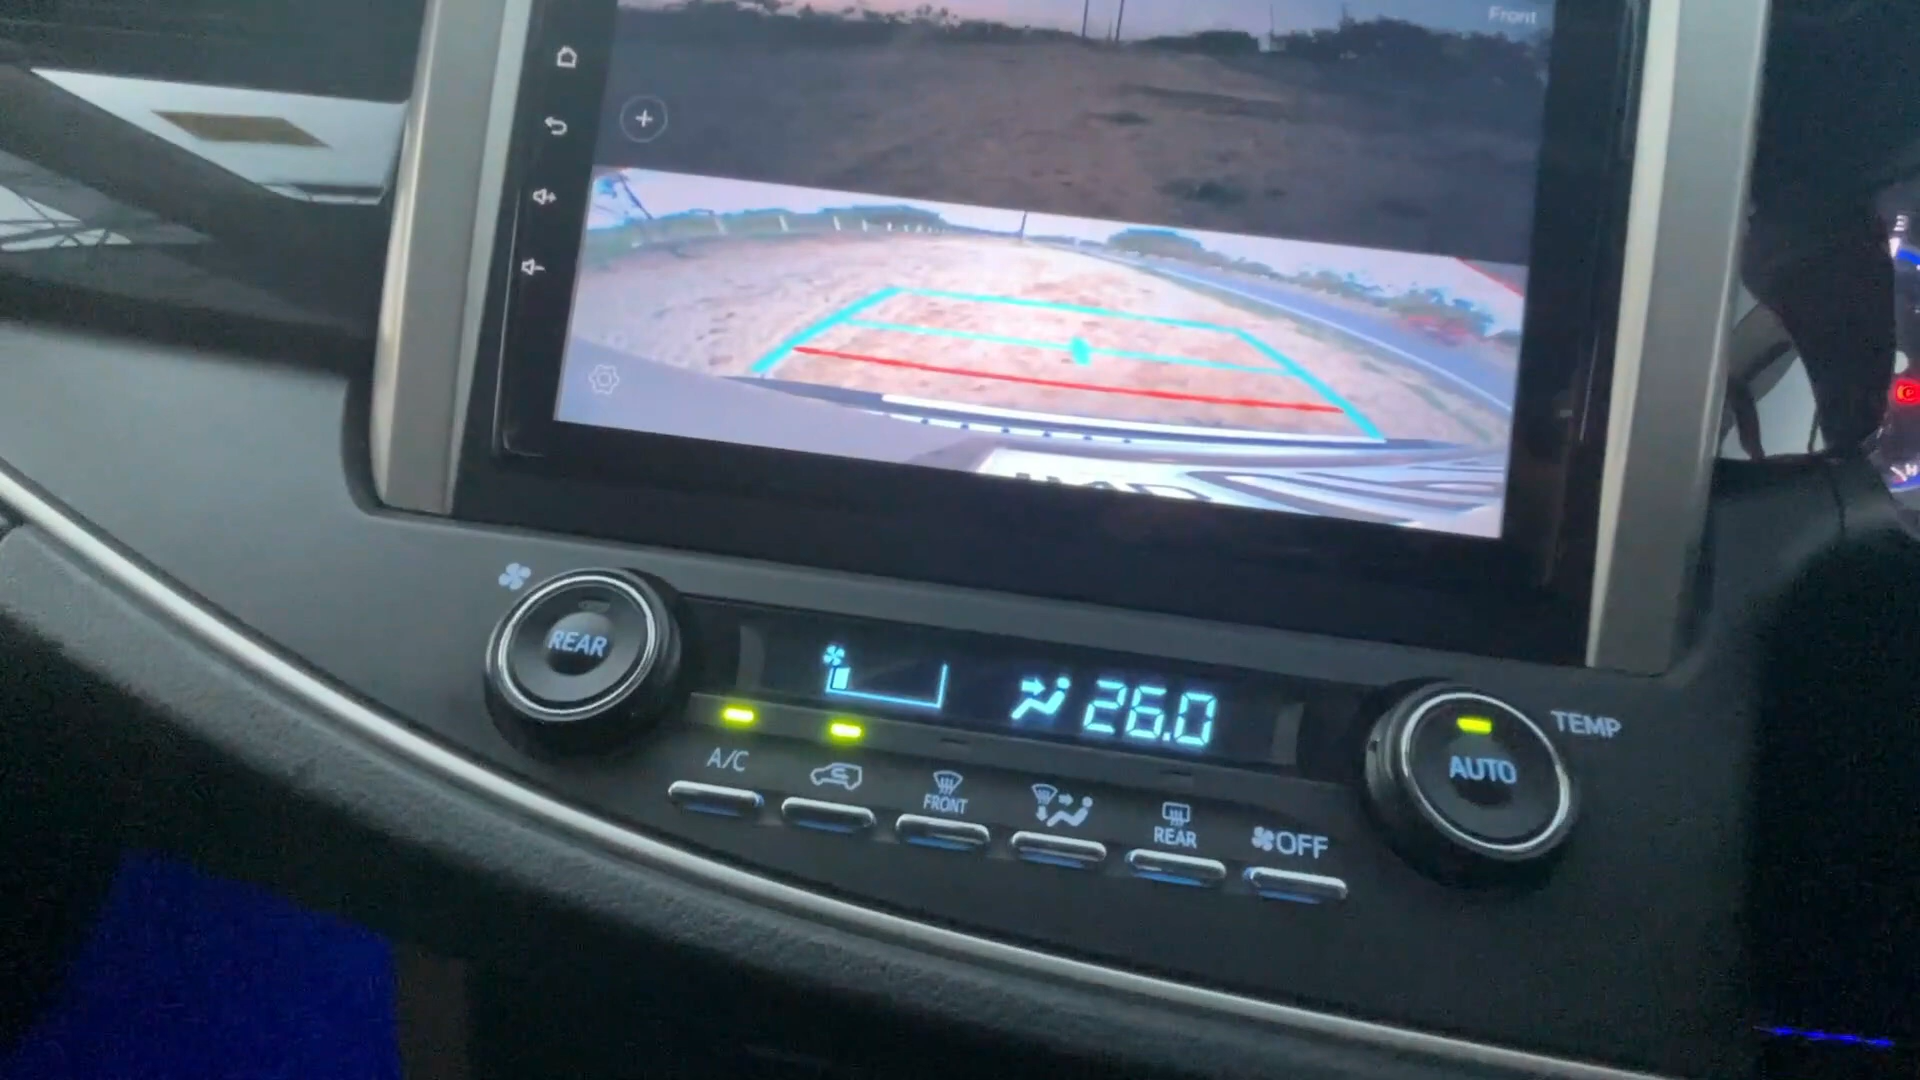 Front
REAR
26.0
TEMP
AUTO
A/C
FRONT
REAR
OFF